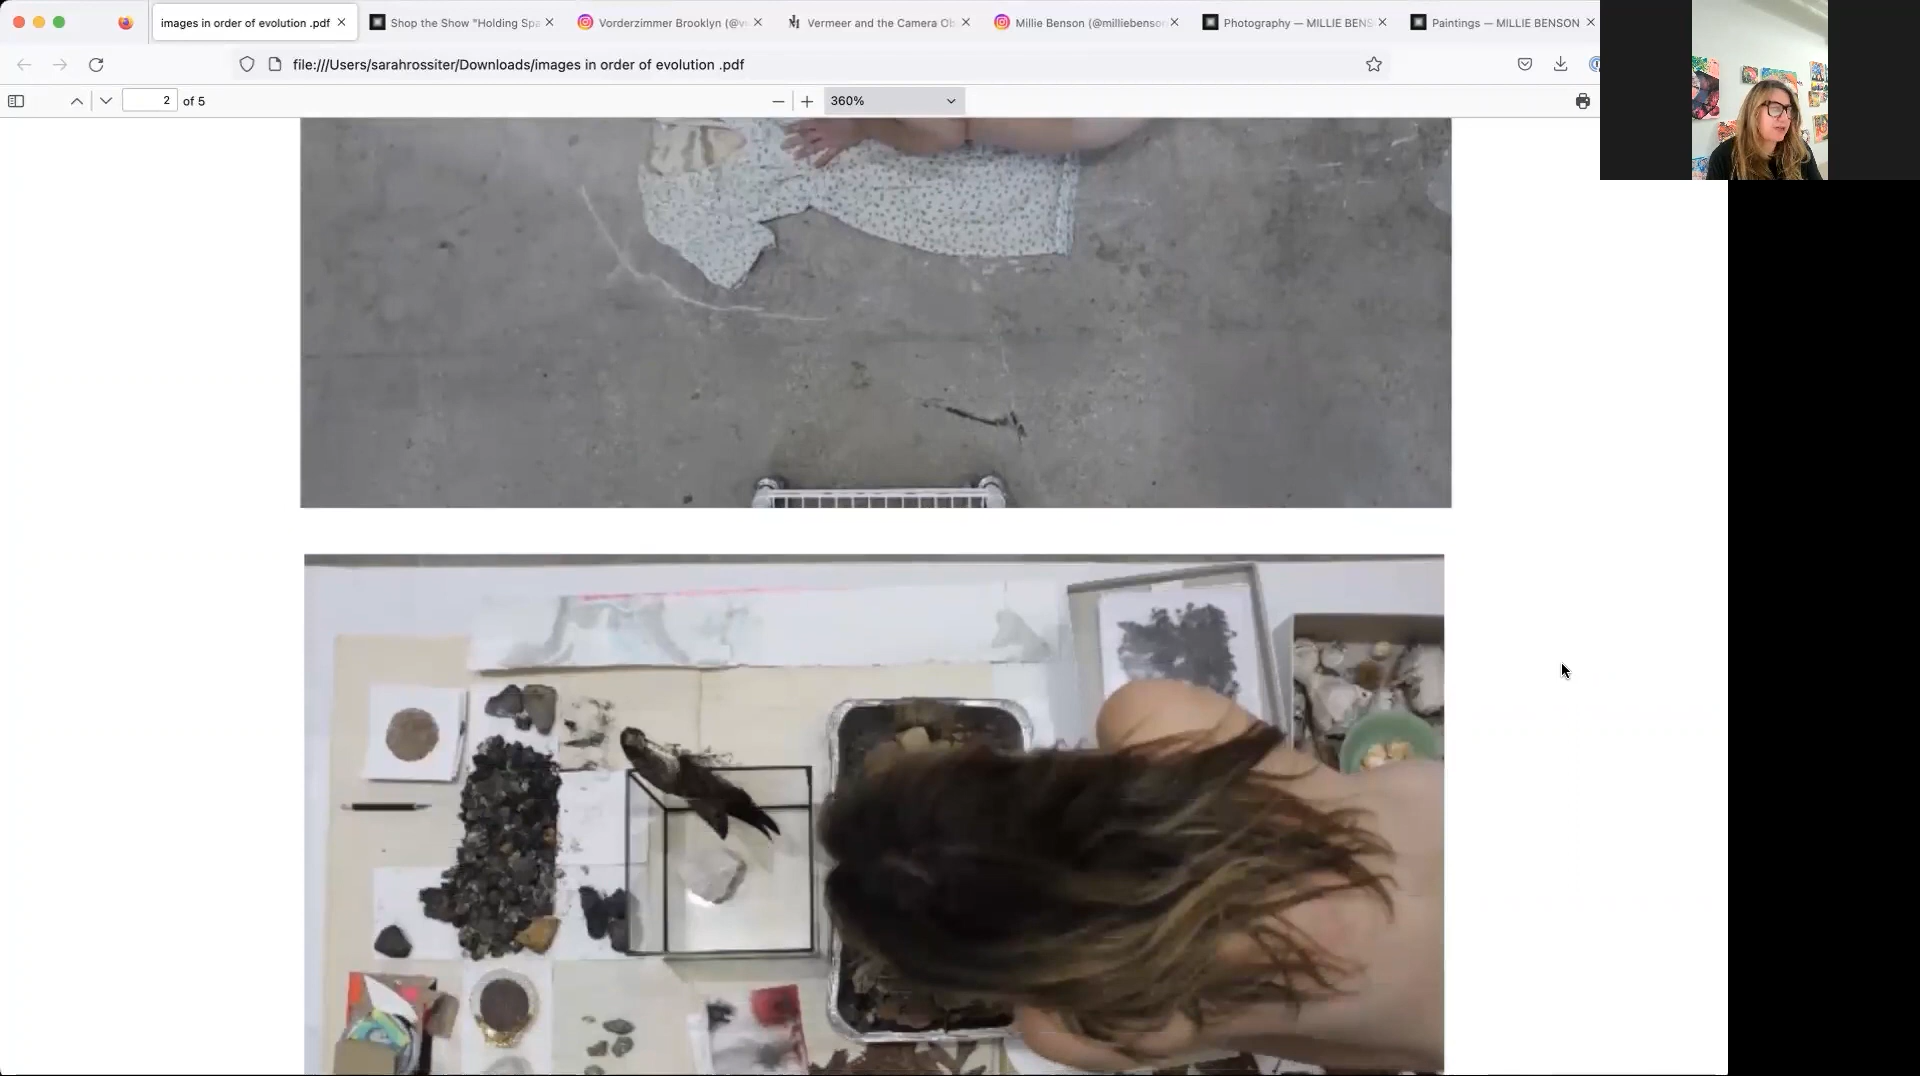 images in order of evolution .pdf
Shop the Show "Holding Spa
Vorderzimmer Brooklyn (@v
Vermeer and the Camera Ob
Millie Benson (@milliebenso
Photography — MILLIE BENS
Paintings — MILLIE BENSON
file:///Users/sarahrossiter/Downloads/images in order of evolution .pdf
2 of 5
360%